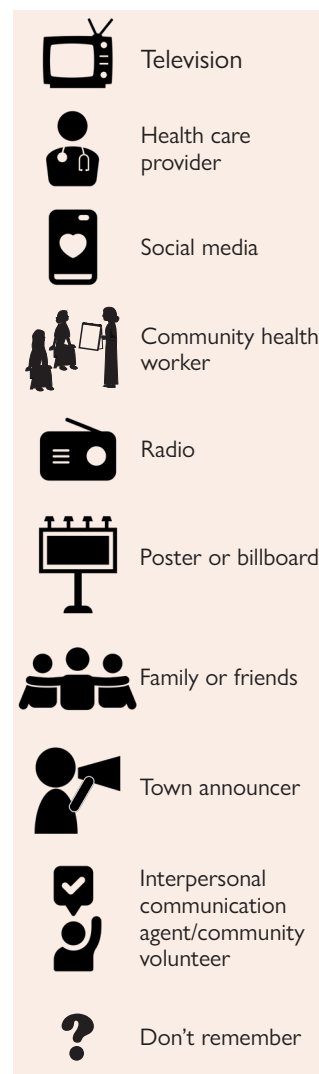 Television
Health care
provider
Social media
Community health
worker
Radio
Poster or billboard
Family or friends
Town announcer
Interpersonal
communication
agent/community
volunteer
Don't remember